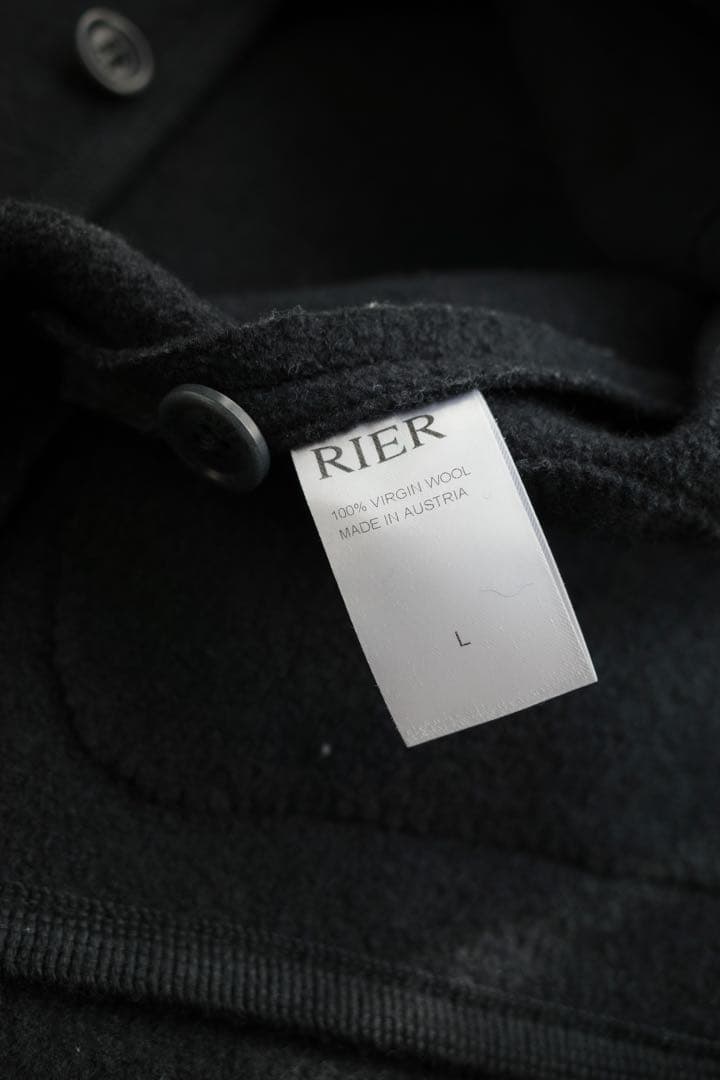 RIER
100% VIRGIN WOOL
MADE IN AUSTRIA
L